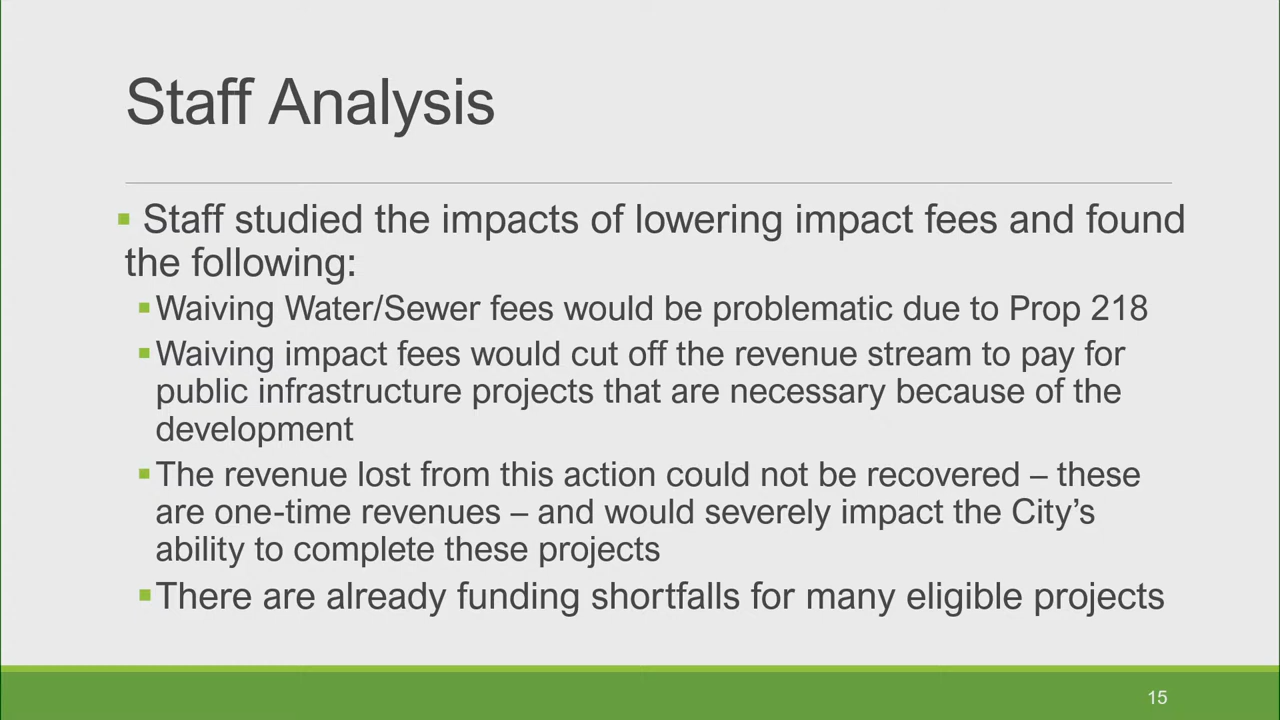 Staff Analysis
▪ Staff studied the impacts of lowering impact fees and found
the following:
▪Waiving Water/Sewer fees would be problematic due to Prop 218
▪Waiving impact fees would cut off the revenue stream to pay for
public infrastructure projects that are necessary because of the
development
▪The revenue lost from this action could not be recovered – these
are one-time revenues – and would severely impact the City’s
ability to complete these projects
▪There are already funding shortfalls for many eligible projects
15